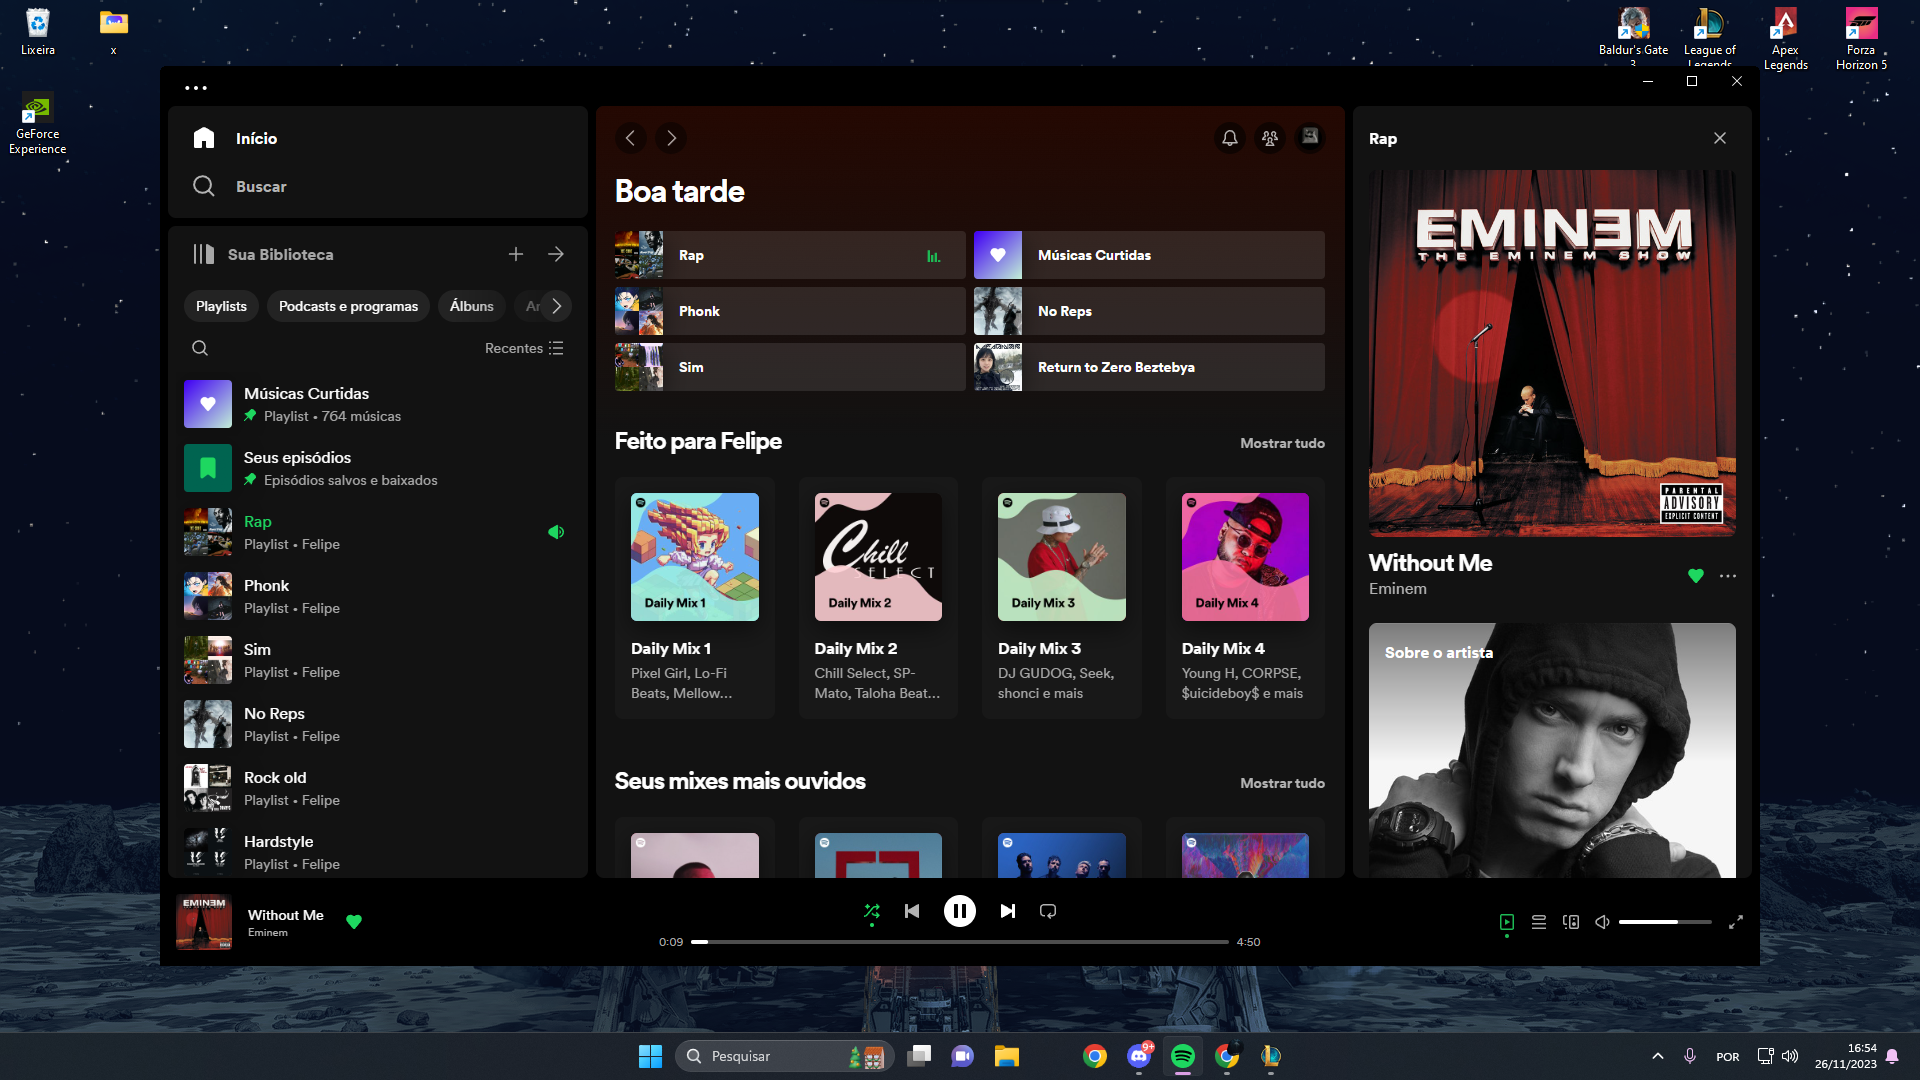 Lixeira
x
GeForce
Experience
Baldur's Gate
3
League of
Legends
Apex
Legends
Forza
Horizon 5
Início
Buscar
Sua Biblioteca
Playlists
Podcasts e programas
Álbuns
Ar
Recentes
Músicas Curtidas
Playlist • 764 músicas
Seus episódios
Episódios salvos e baixados
Rap
Playlist • Felipe
Phonk
Playlist • Felipe
Sim
Playlist • Felipe
No Reps
Playlist • Felipe
Rock old
Playlist • Felipe
Hardstyle
Playlist • Felipe
Boa tarde
Rap
Músicas Curtidas
Phonk
No Reps
Sim
Return to Zero Beztebya
Feito para Felipe
Mostrar tudo
Daily Mix 1
Chill
SELECT
Daily Mix 2
Daily Mix 3
Daily Mix 4
Daily Mix 1
Pixel Girl, Lo-Fi
Beats, Mellow...
Daily Mix 2
Chill Select, SP-
Mato, Taloha Beat...
Daily Mix 3
DJ GUDOG, Seek,
shonci e mais
Daily Mix 4
Young H, CORPSE,
$uicideboy$ e mais
Seus mixes mais ouvidos
Mostrar tudo
Rap
EMINƎM
THE EMINEM SHOW
PARENTAL
ADVISORY
EXPLICIT CONTENT
Without Me
Eminem
Sobre o artista
EMINƎM
Without Me
Eminem
0:09
4:50
Pesquisar
9+
POR
16:54
26/11/2023